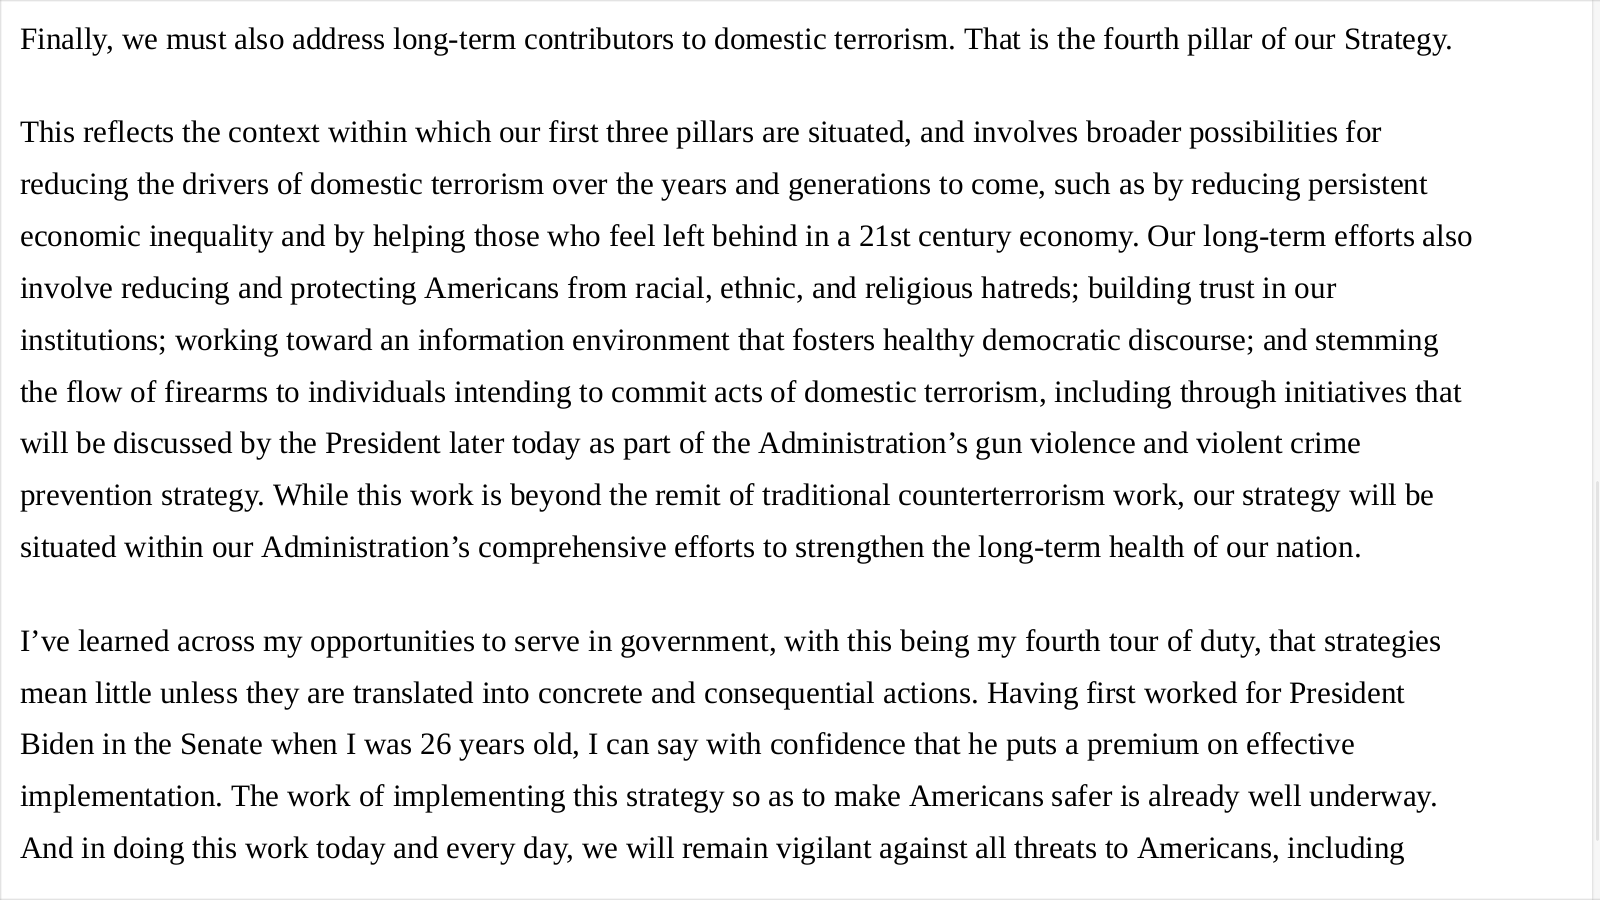 Finally, we must also address long-term contributors to domestic terrorism. That is the fourth pillar of our Strategy.
This reflects the context within which our first three pillars are situated, and involves broader possibilities for
reducing the drivers of domestic terrorism over the years and generations to come, such as by reducing persistent
economic inequality and by helping those who feel left behind in a 21st century economy. Our long-term efforts also
involve reducing and protecting Americans from racial, ethnic, and religious hatreds; building trust in our
institutions; working toward an information environment that fosters healthy democratic discourse; and stemming
the flow of firearms to individuals intending to commit acts of domestic terrorism, including through initiatives that
will be discussed by the President later today as part of the Administration’s gun violence and violent crime
prevention strategy. While this work is beyond the remit of traditional counterterrorism work, our strategy will be
situated within our Administration’s comprehensive efforts to strengthen the long-term health of our nation.
I’ve learned across my opportunities to serve in government, with this being my fourth tour of duty, that strategies
mean little unless they are translated into concrete and consequential actions. Having first worked for President
Biden in the Senate when I was 26 years old, I can say with confidence that he puts a premium on effective
implementation. The work of implementing this strategy so as to make Americans safer is already well underway.
And in doing this work today and every day, we will remain vigilant against all threats to Americans, including